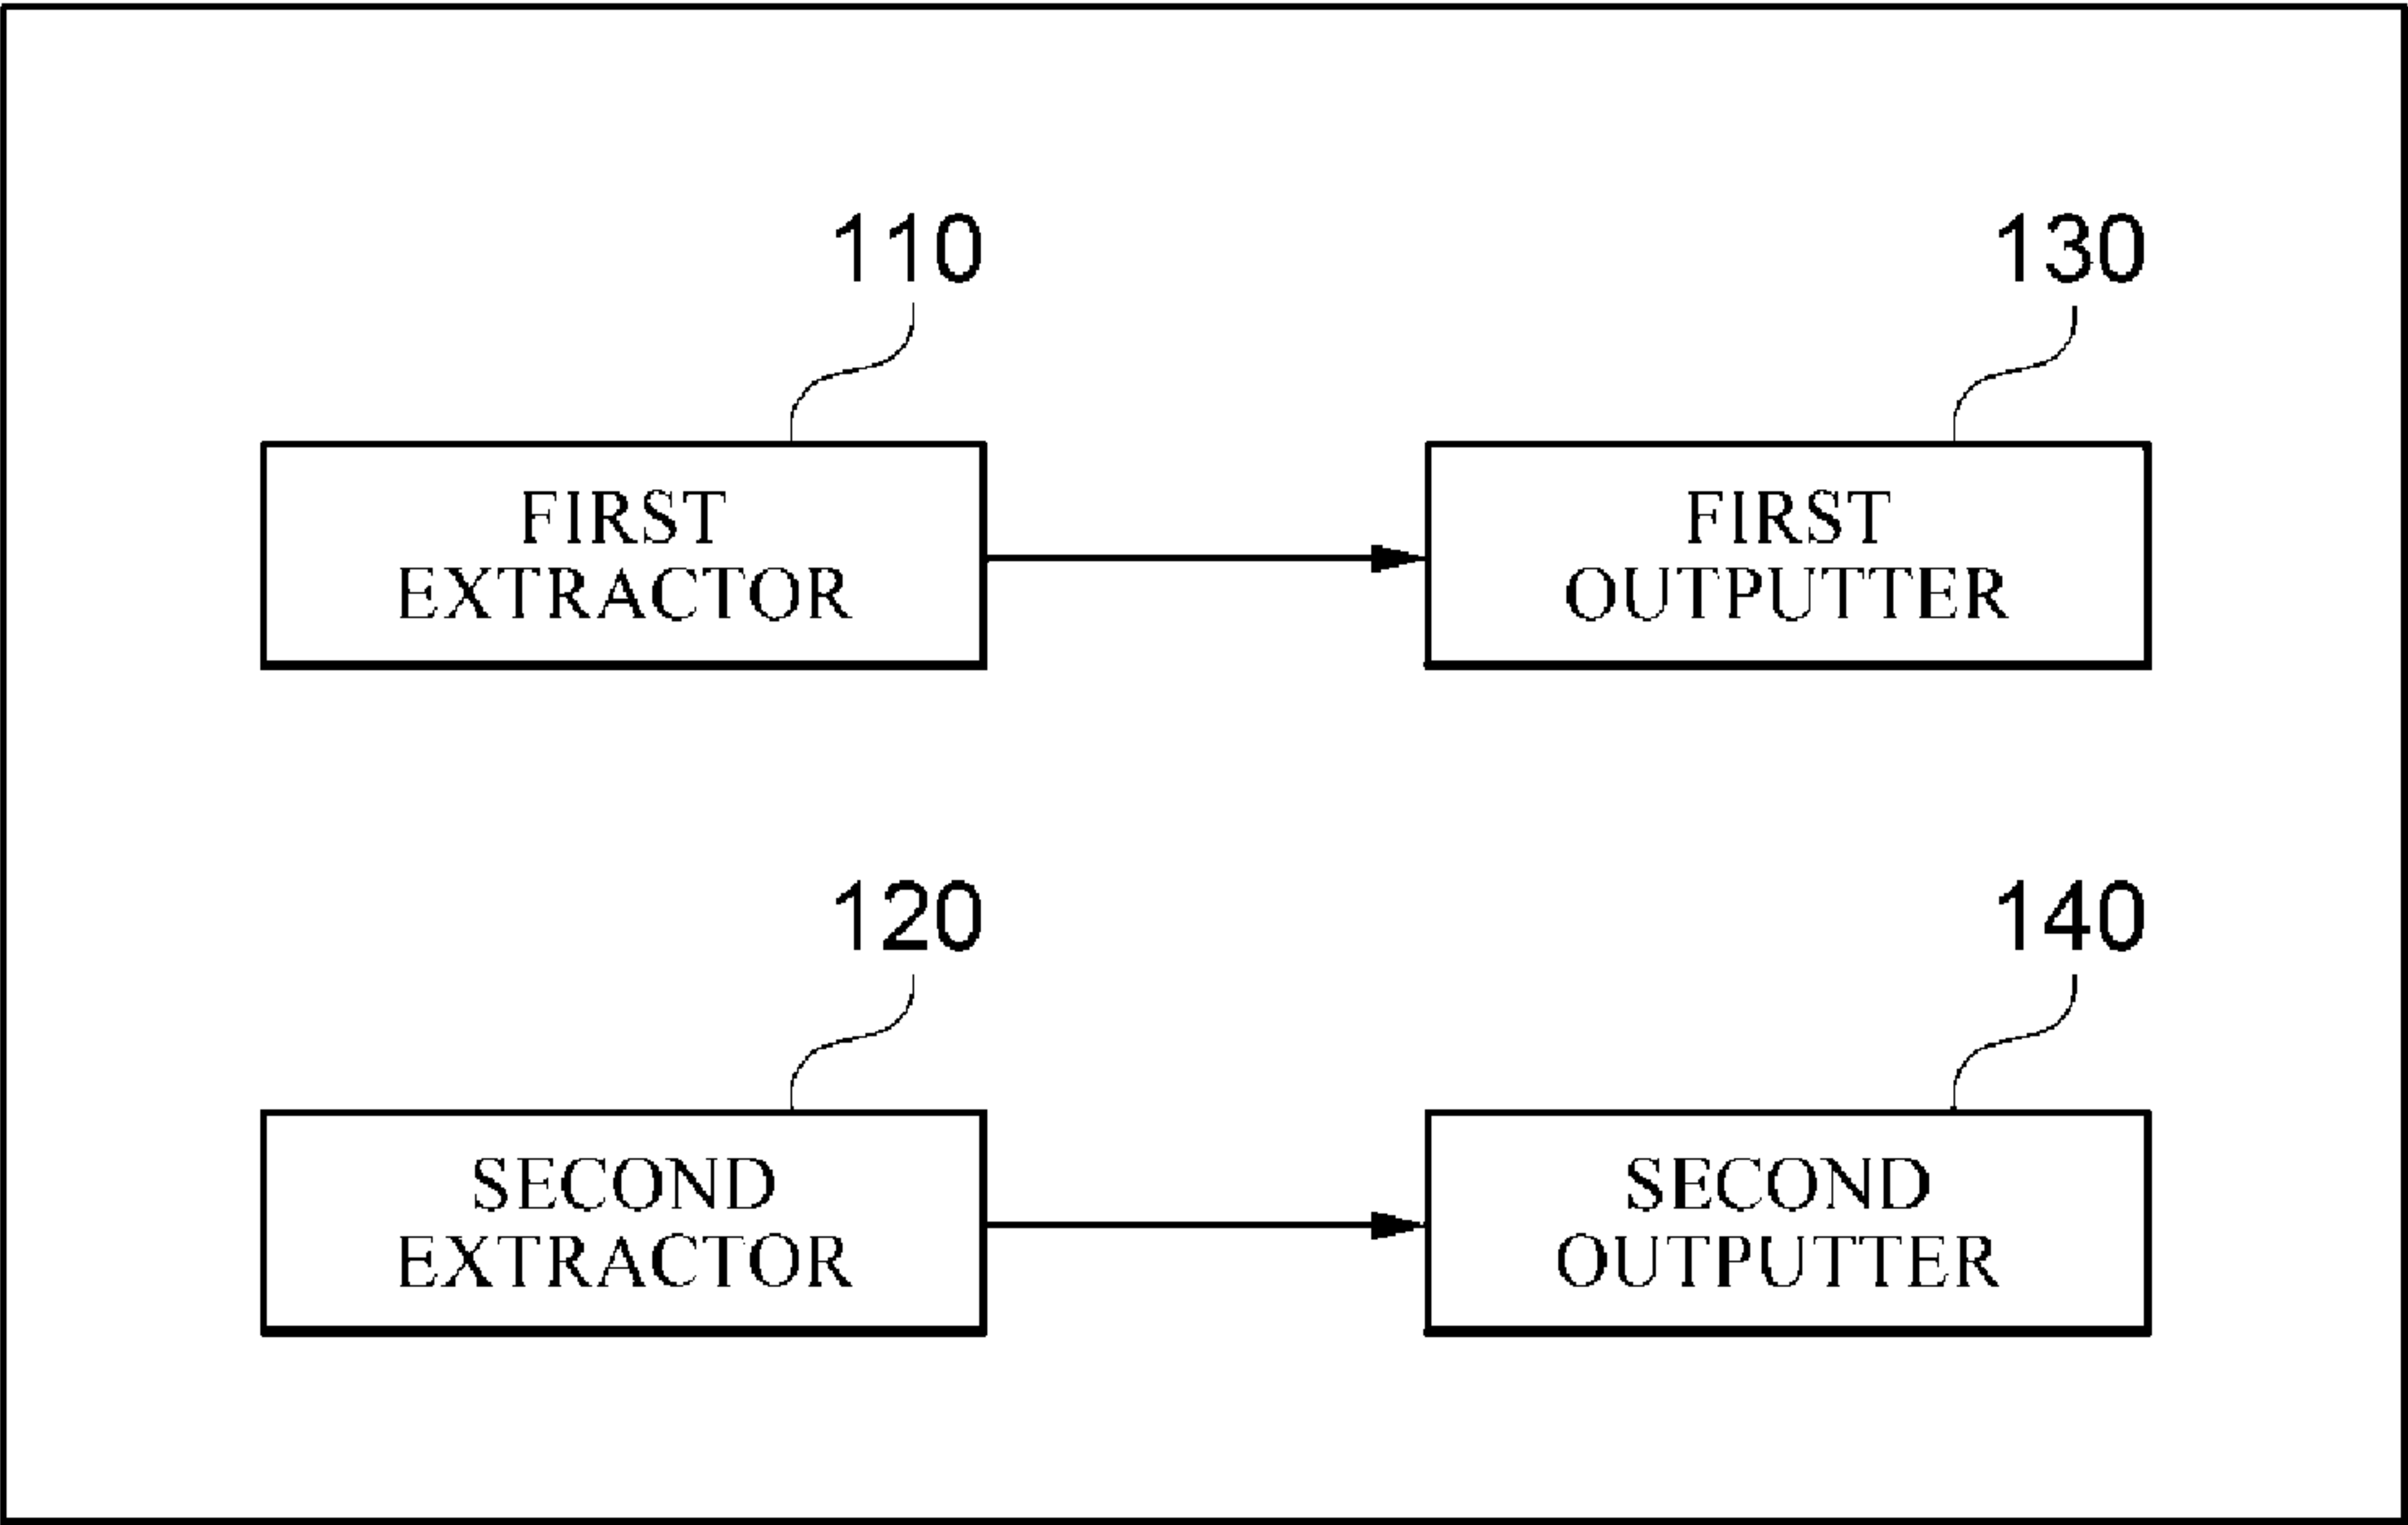 110
130
FIRST
EXTRACTOR
FIRST
OUTPUTTER
120
140
SECOND
EXTRACTOR
SECOND
OUTPUTTER